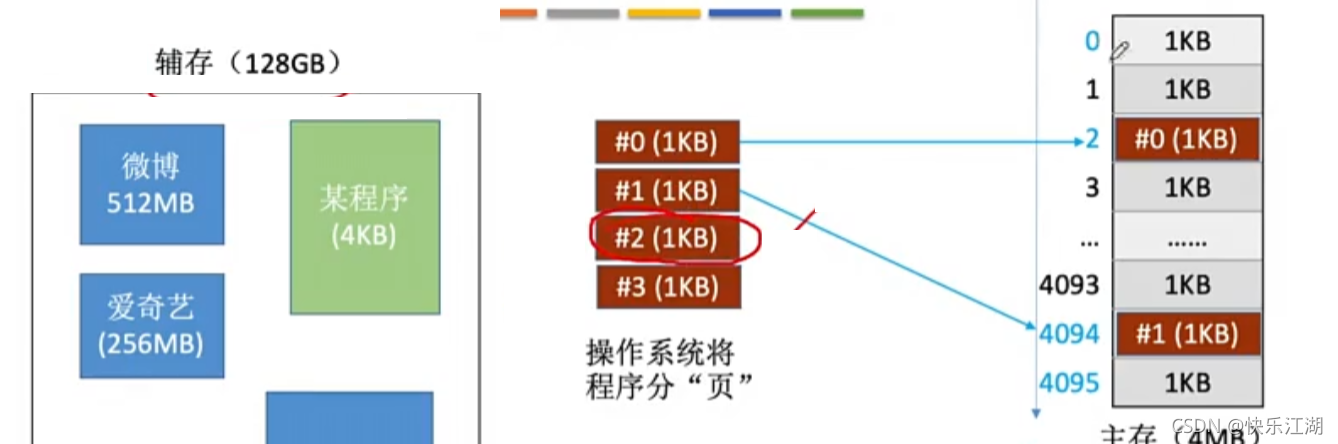 辅存（128GB）
微博
512MB
某程序
(4KB)
爱奇艺
(256MB)
#0 (1KB)
#1 (1KB)
#2 (1KB)
#3 (1KB)
操作系统将
程序分“页”
0 1KB
1 1KB
2 #0 (1KB)
3 1KB
... ......
4093 1KB
4094 #1 (1KB)
4095 1KB
主存（4MB）
CSDN @快乐江湖